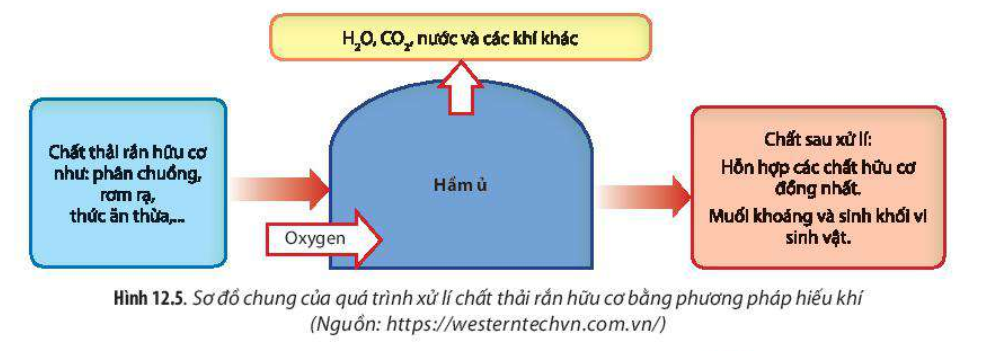 H₂O, CO₂, nước và các khí khác
Chất thải rắn hữu cơ
như: phân chuồng,
rơm rạ,
thức ăn thừa,...
Hầm ủ
Oxygen
Chất sau xử lí:
Hỗn hợp các chất hữu cơ
đồng nhất.
Muối khoáng và sinh khối vi
sinh vật.
Hình 12.5. Sơ đồ chung của quá trình xử lí chất thải rắn hữu cơ bằng phương pháp hiếu khí
(Nguồn: https://westerntechvn.com.vn/)